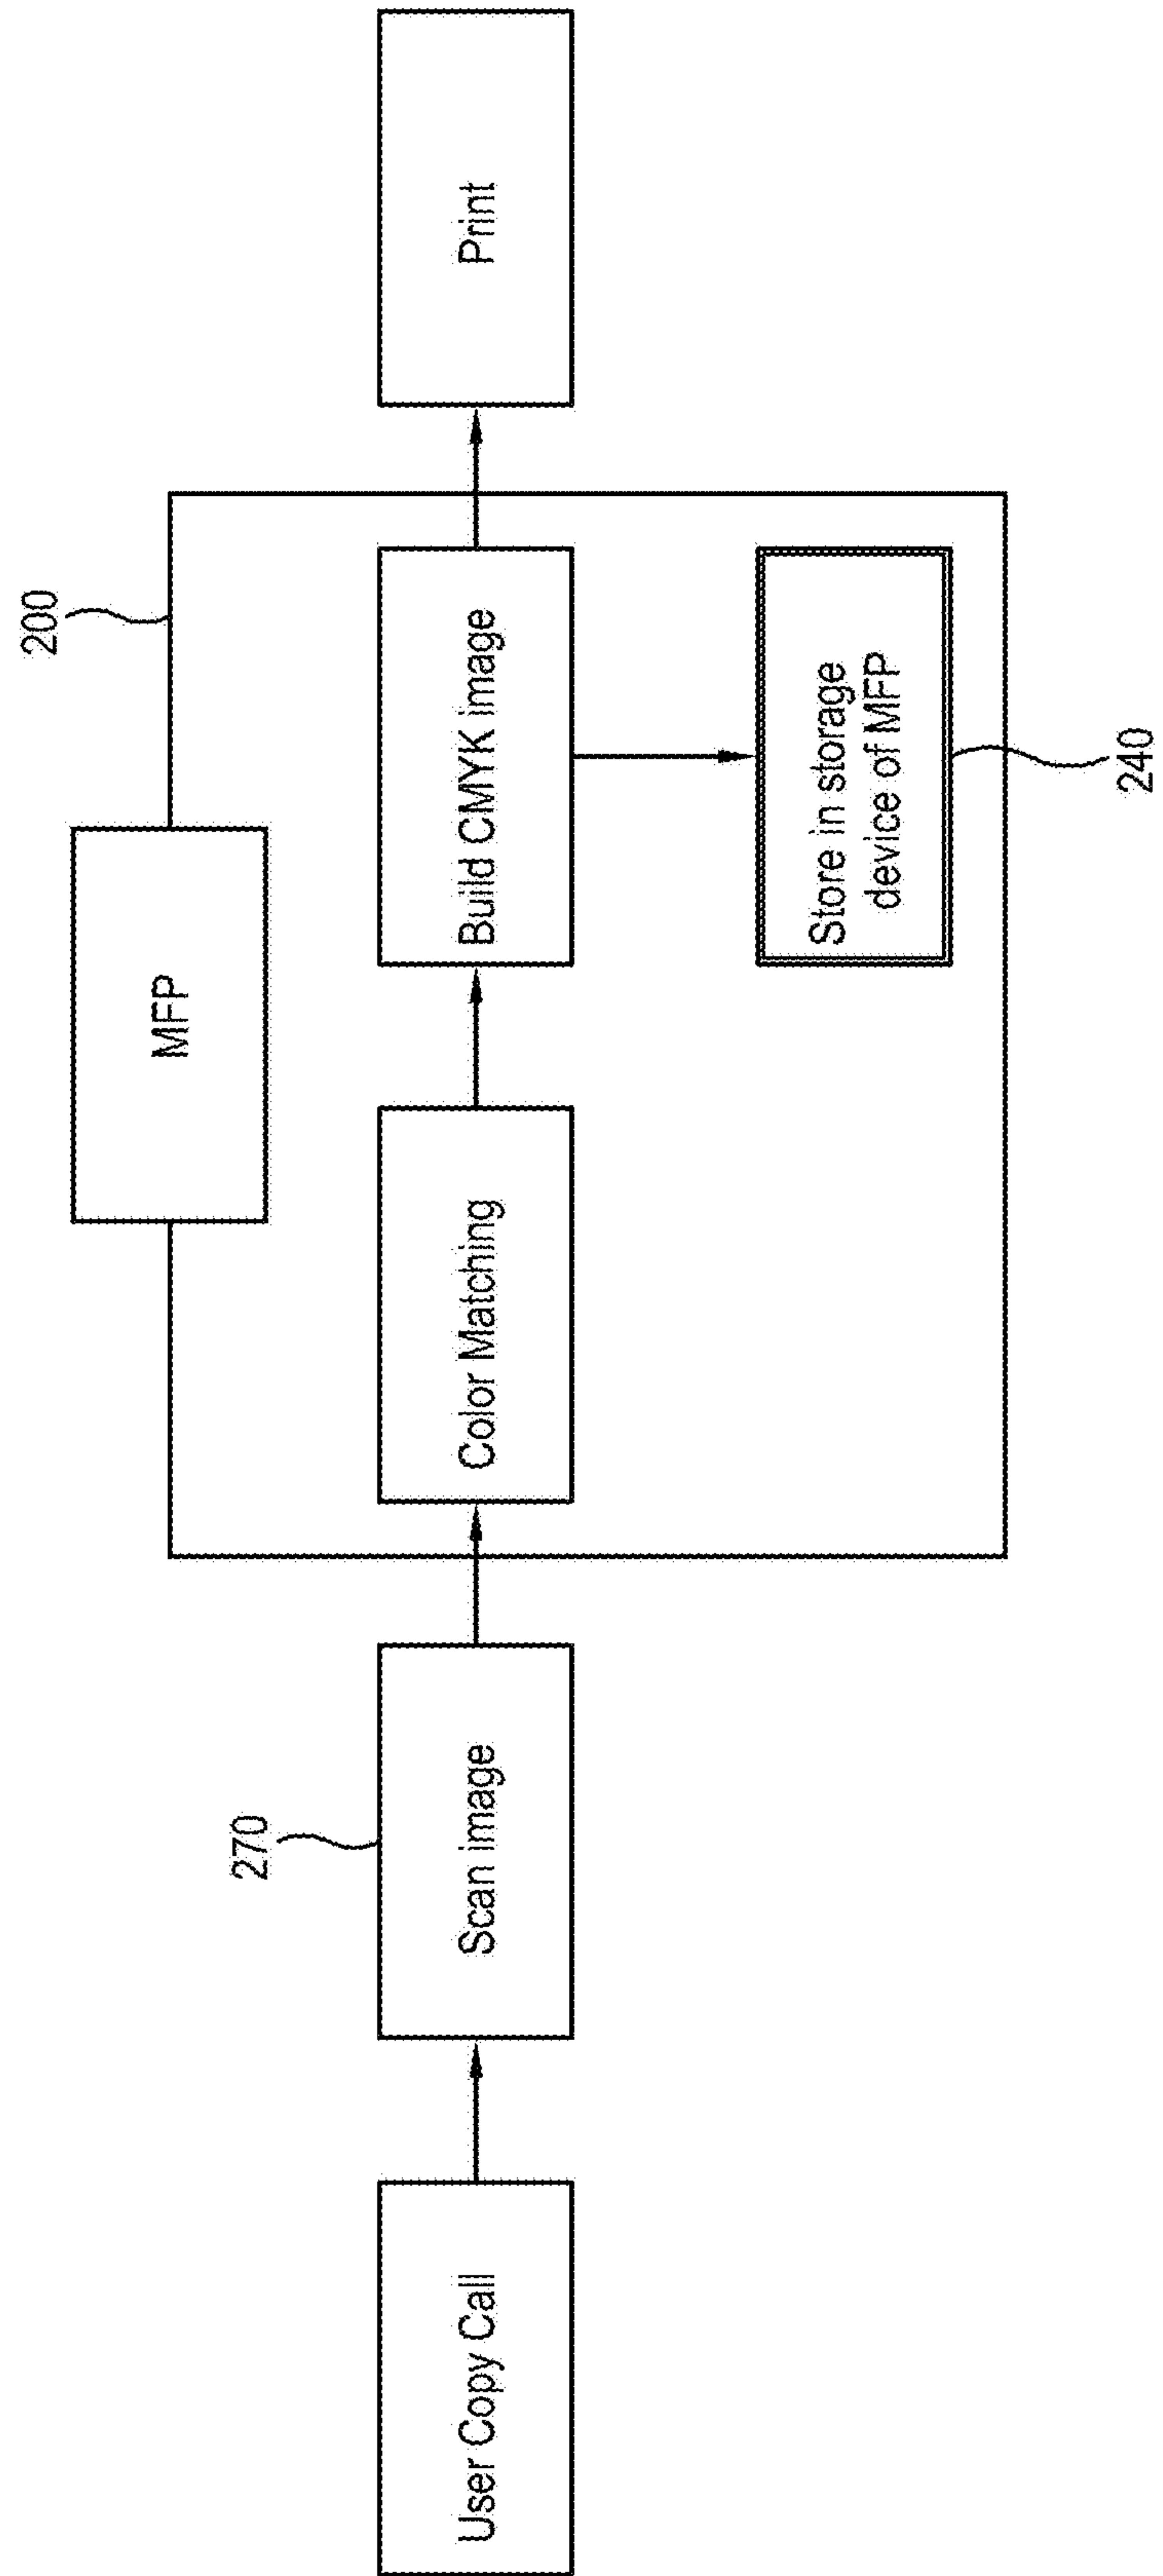 200
MFP
270
User Copy Call
Scan image
Color Matching
Build CMYK image
Print
Store in storage
device of MFP
240